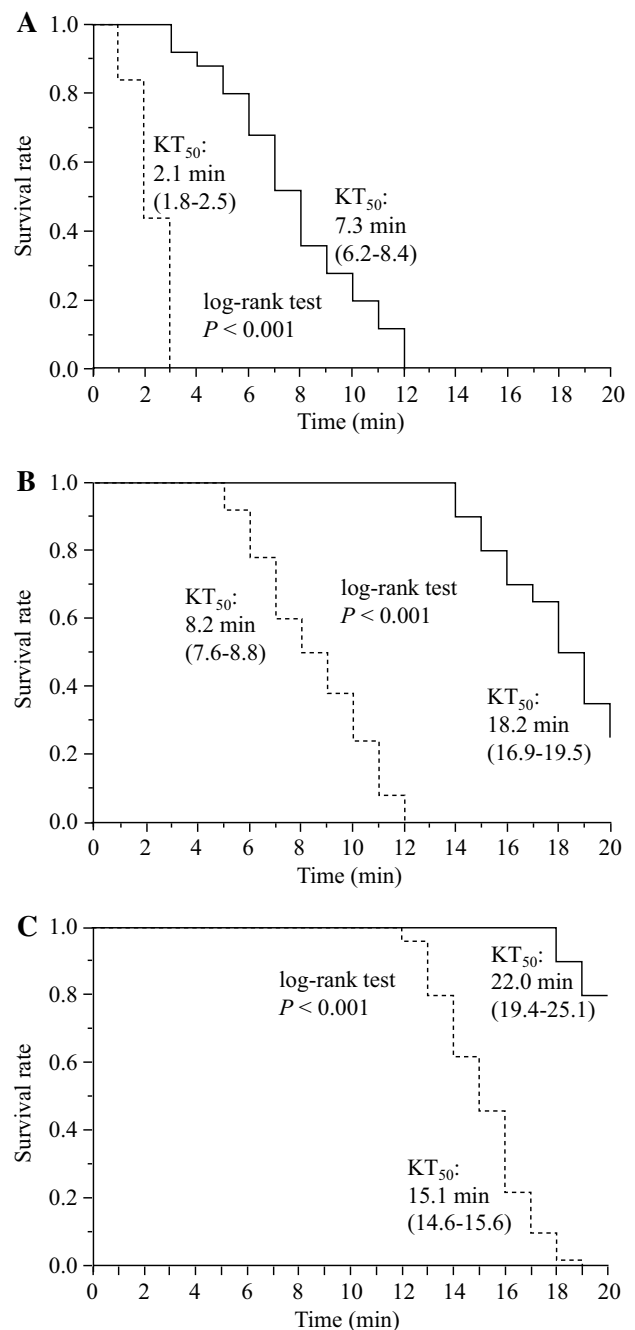 A
Survival rate
1.0
0.8
0.6
0.4
0.2
0.0
KT50:
2.1 min
(1.8-2.5)
KT50:
7.3 min
(6.2-8.4)
log-rank test
P < 0.001
0 2 4 6 8 10 12 14 16 18 20
Time (min)
B
Survival rate
1.0
0.8
0.6
0.4
0.2
0.0
KT50:
8.2 min
(7.6-8.8)
log-rank test
P < 0.001
KT50:
18.2 min
(16.9-19.5)
0 2 4 6 8 10 12 14 16 18 20
Time (min)
C
Survival rate
1.0
0.8
0.6
0.4
0.2
0.0
log-rank test
P < 0.001
KT50:
22.0 min
(19.4-25.1)
KT50:
15.1 min
(14.6-15.6)
0 2 4 6 8 10 12 14 16 18 20
Time (min)